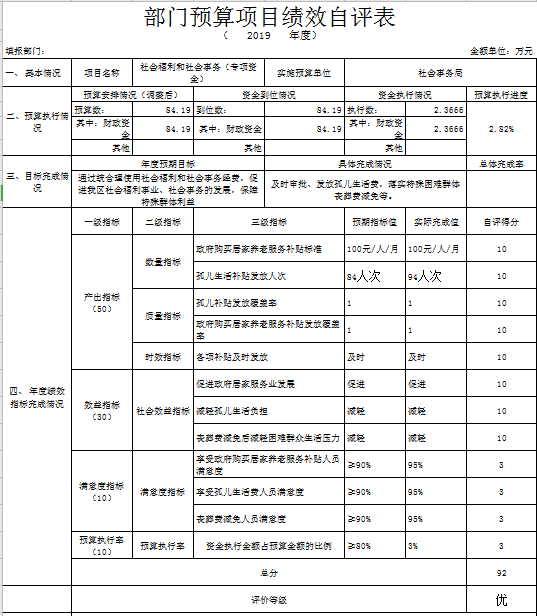 部门预算项目绩效自评表
（ 2019 年度）
填报部门： 金额单位：万元
一、基本情况 项目名称 社会福利和社会事务（专项资金） 实施预算单位 社会事务局
二、预算执行情况 预算安排情况（调整后） 资金到位情况 资金执行情况 预算执行进度
预算数： 84.19 到位数： 84.19 执行数： 2.3666 2.82%
其中：财政资金 84.19 其中：财政资金 84.19 其中：财政资金 2.3666
其他 其他 其他
三、目标完成情况 年度预期目标 具体完成情况 总体完成率
通过统合理使用社会福利和社会事务经费，促进我区社会福利事业、社会事务的发展，保障特殊群体利益 及时审批、发放孤儿生活费，落实特殊困难群体丧葬费减免等。
四、年度绩效指标完成情况 一级指标 二级指标 三级指标 预期指标值 实际完成值 自评得分
产出指标（50） 数量指标 政府购买居家养老服务补贴标准 100元/人/月 100元/人/月 10
孤儿生活补贴发放人次 84人次 94人次 10
质量指标 孤儿补贴发放覆盖率 1 1 10
政府购买居家养老服务补贴发放覆盖率 1 1 10
时效指标 各项补贴及时发放 及时 及时 10
效益指标（30） 社会效益指标 促进政府居家服务业发展 促进 促进 10
减轻孤儿生活负担 减轻 减轻 10
丧葬费减免后减轻困难群众生活压力 减轻 减轻 10
满意度指标（10） 满意度指标 享受政府购买居家养老服务补贴人员满意度 ≥90% 95% 3
享受孤儿生活费人员满意度 ≥90% 95% 3
丧葬费减免人员满意度 ≥90% 95% 3
预算执行率（10） 预算执行率 资金执行金额占预算金额的比例 ≥80% 3% 3
总分 92
评价等级 优